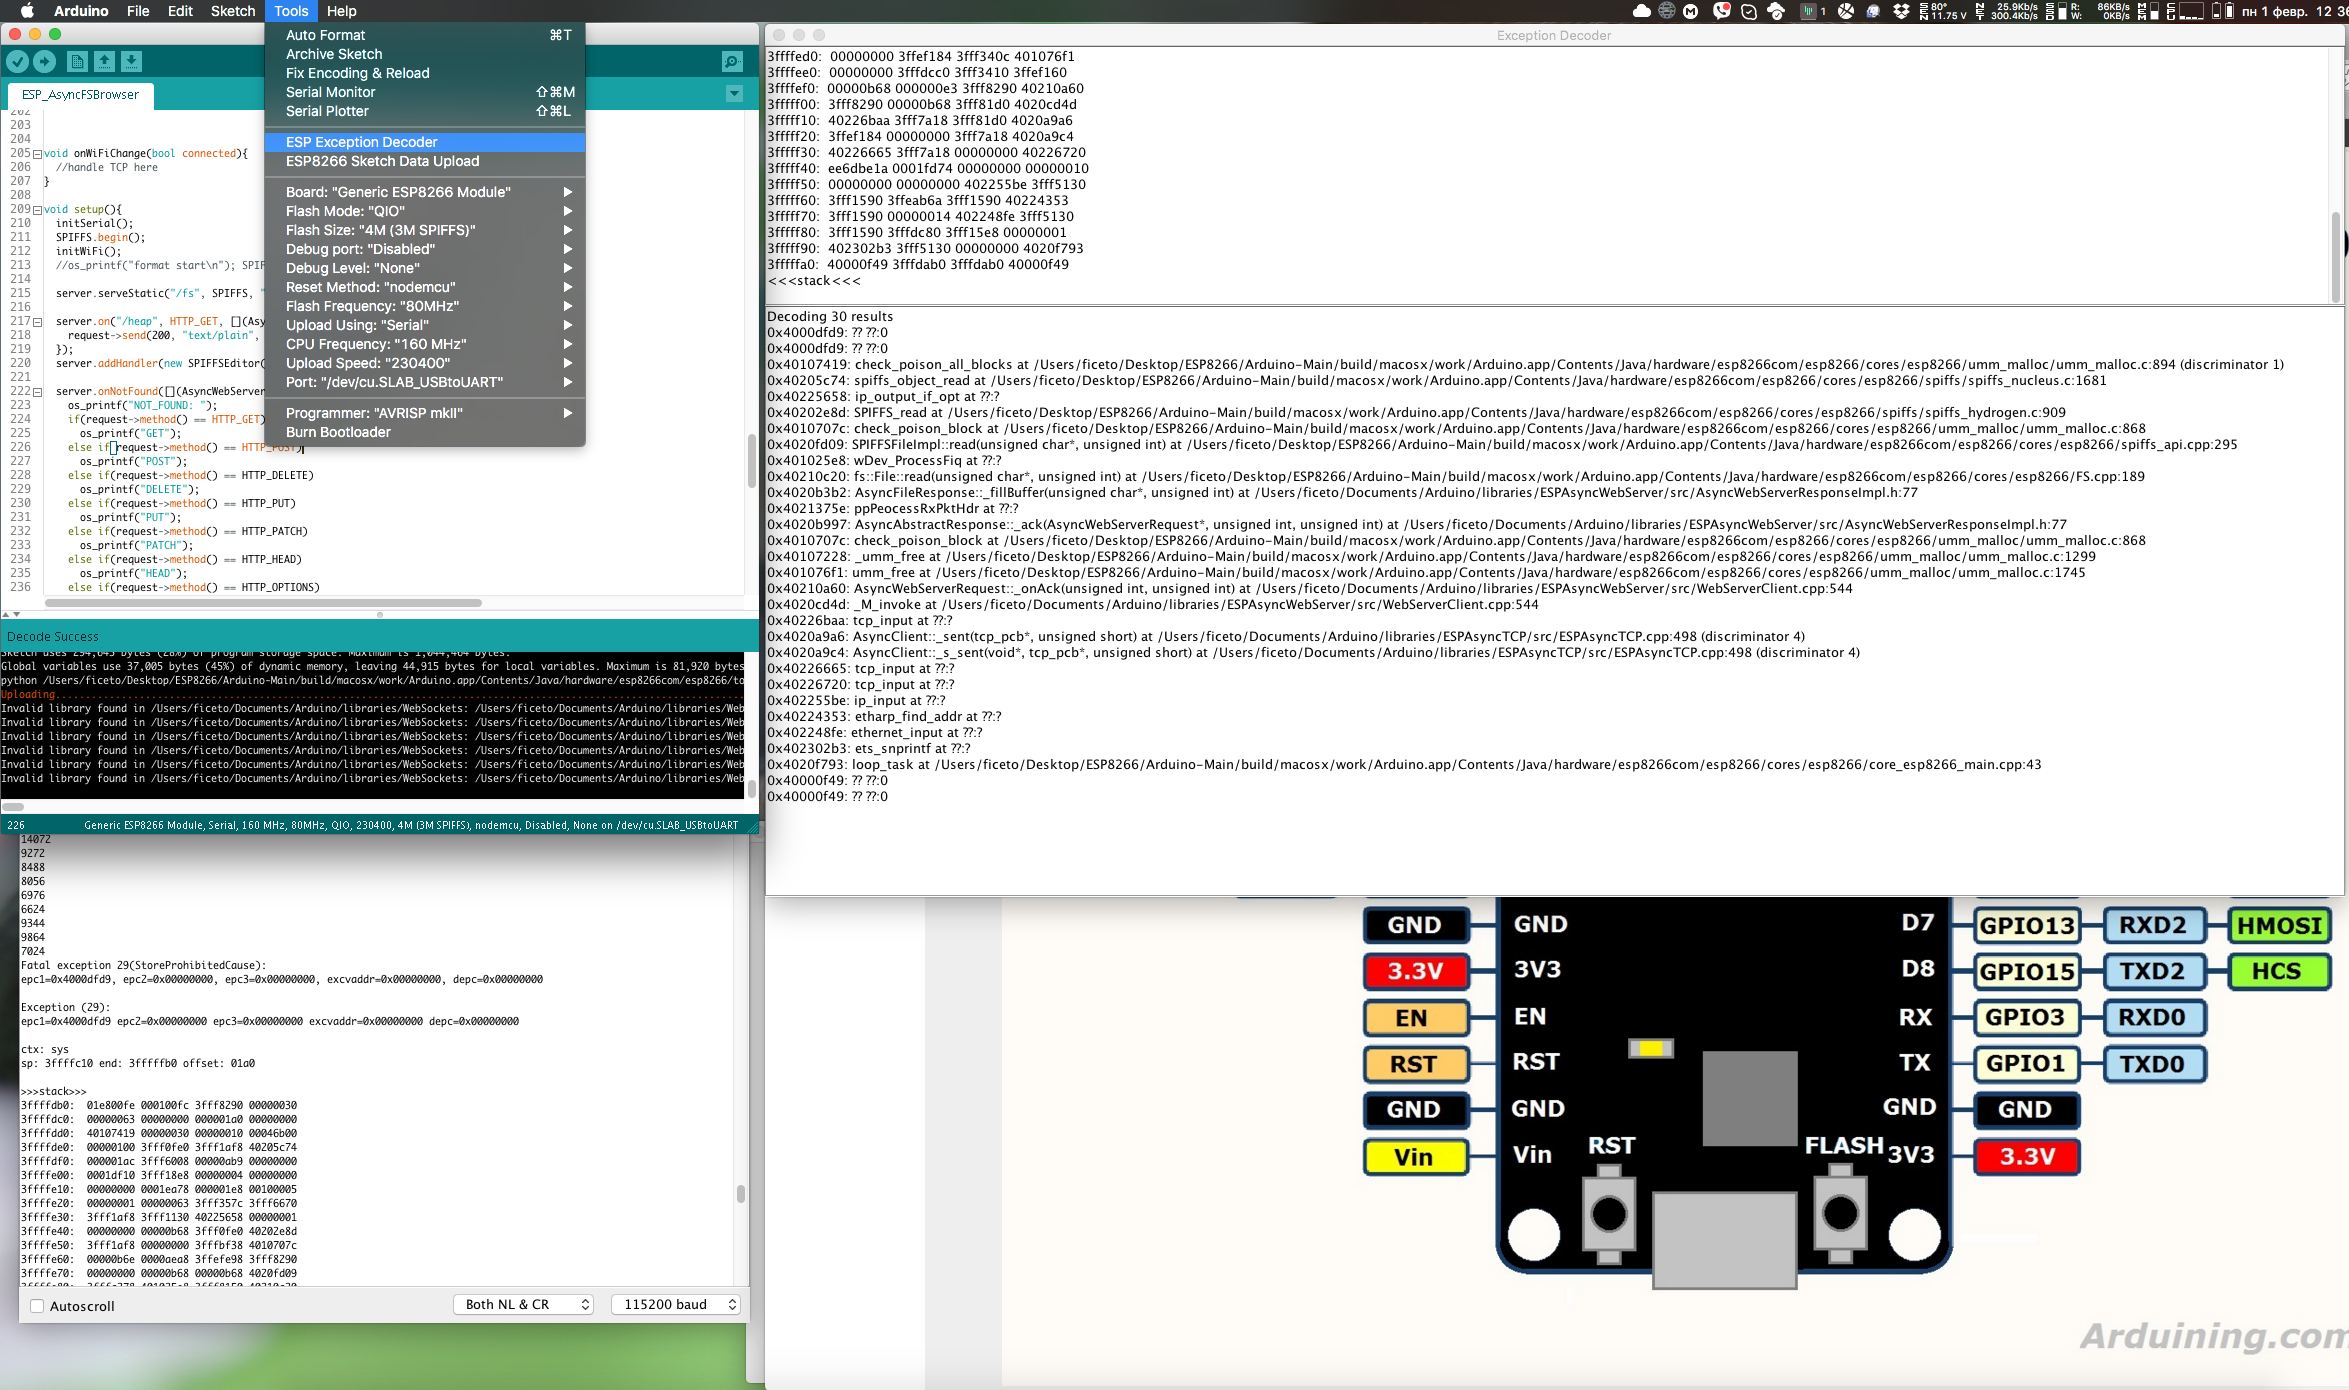 Arduino File Edit Sketch Tools Help
80° 11.75 V 25.9Kb/s 300.4Kb/s R: W: 86KB/s 0KB/s пн 1 февр. 12 36
ESP_AsyncFSBrowser
202
203
204
205 void onWiFiChange(bool connected){
206 //handle TCP here
207 }
208
209 void setup(){
210 initSerial();
211 SPIFFS.begin();
212 initWiFi();
213 //os_printf("format start\n"); SPIF
214
215 server.serveStatic("/fs", SPIFFS, "
216
217 server.on("/heap", HTTP_GET, [](Asy
218 request->send(200, "text/plain",
219 });
220 server.addHandler(new SPIFFSEditor(
221
222 server.onNotFound([](AsyncWebServer
223 os_printf("NOT_FOUND: ");
224 if(request->method() == HTTP_GET)
225 os_printf("GET");
226 else if(request->method() == HTTP_POST)
227 os_printf("POST");
228 else if(request->method() == HTTP_DELETE)
229 os_printf("DELETE");
230 else if(request->method() == HTTP_PUT)
231 os_printf("PUT");
232 else if(request->method() == HTTP_PATCH)
233 os_printf("PATCH");
234 else if(request->method() == HTTP_HEAD)
235 os_printf("HEAD");
236 else if(request->method() == HTTP_OPTIONS)
Auto Format ⌘T
Archive Sketch
Fix Encoding & Reload
Serial Monitor ⇧⌘M
Serial Plotter ⇧⌘L
ESP Exception Decoder
ESP8266 Sketch Data Upload
Board: "Generic ESP8266 Module"
Flash Mode: "QIO"
Flash Size: "4M (3M SPIFFS)"
Debug port: "Disabled"
Debug Level: "None"
Reset Method: "nodemcu"
Flash Frequency: "80MHz"
Upload Using: "Serial"
CPU Frequency: "160 MHz"
Upload Speed: "230400"
Port: "/dev/cu.SLAB_USBtoUART"
Programmer: "AVRISP mkII"
Burn Bootloader
Decode Success
Sketch uses 294,645 bytes (28%) of program storage space. Maximum is 1,044,464 bytes.
Global variables use 37,005 bytes (45%) of dynamic memory, leaving 44,915 bytes for local variables. Maximum is 81,920 bytes
python /Users/ficeto/Desktop/ESP8266/Arduino-Main/build/macosx/work/Arduino.app/Contents/Java/hardware/esp8266com/esp8266/to
Uploading
Invalid library found in /Users/ficeto/Documents/Arduino/libraries/WebSockets: /Users/ficeto/Documents/Arduino/libraries/Web
Invalid library found in /Users/ficeto/Documents/Arduino/libraries/WebSockets: /Users/ficeto/Documents/Arduino/libraries/Web
Invalid library found in /Users/ficeto/Documents/Arduino/libraries/WebSockets: /Users/ficeto/Documents/Arduino/libraries/Web
Invalid library found in /Users/ficeto/Documents/Arduino/libraries/WebSockets: /Users/ficeto/Documents/Arduino/libraries/Web
Invalid library found in /Users/ficeto/Documents/Arduino/libraries/WebSockets: /Users/ficeto/Documents/Arduino/libraries/Web
Invalid library found in /Users/ficeto/Documents/Arduino/libraries/WebSockets: /Users/ficeto/Documents/Arduino/libraries/Web
226 Generic ESP8266 Module, Serial, 160 MHz, 80MHz, QIO, 230400, 4M (3M SPIFFS), nodemcu, Disabled, None on /dev/cu.SLAB_USBtoUART
14072
9272
8488
8056
6976
6624
9344
9864
7024
Fatal exception 29(StoreProhibitedCause):
epc1=0x4000dfd9, epc2=0x00000000, epc3=0x00000000, excvaddr=0x00000000, depc=0x00000000
Exception (29):
epc1=0x4000dfd9 epc2=0x00000000 epc3=0x00000000 excvaddr=0x00000000 depc=0x00000000
ctx: sys
sp: 3ffffc10 end: 3fffffb0 offset: 01a0
>>>stack>>>
3ffffdb0: 01e800fe 000100fc 3fff8290 00000030
3ffffdc0: 00000063 00000000 000001a0 00000000
3ffffdd0: 40107419 00000030 00000010 00046b00
3ffffde0: 00000100 3fff0fe0 3fff1af8 40205c74
3ffffdf0: 000001ac 3fff6008 00000ab9 00000000
3ffffe00: 0001df10 3fff18e8 00000004 00000000
3ffffe10: 00000000 0001ea78 000001e8 00100005
3ffffe20: 00000001 00000063 3fff357c 3fff6670
3ffffe30: 3fff1af8 3fff1130 40225658 00000001
3ffffe40: 00000000 00000b68 3fff0fe0 40202e8d
3ffffe50: 3fff1af8 00000000 3fffbf38 4010707c
3ffffe60: 00000b6e 0000aea8 3ffefe98 3fff8290
3ffffe70: 00000000 00000b68 00000b68 4020fd09
Autoscroll Both NL & CR 115200 baud
Exception Decoder
3ffffed0: 00000000 3ffef184 3fff340c 401076f1
3ffffee0: 00000000 3fffdcc0 3fff3410 3ffef160
3ffffef0: 00000b68 000000e3 3fff8290 40210a60
3fffff00: 3fff8290 00000b68 3fff81d0 4020cd4d
3fffff10: 40226baa 3fff7a18 3fff81d0 4020a9a6
3fffff20: 3ffef184 00000000 3fff7a18 4020a9c4
3fffff30: 40226665 3fff7a18 00000000 40226720
3fffff40: ee6dbe1a 0001fd74 00000000 00000010
3fffff50: 00000000 00000000 402255be 3fff5130
3fffff60: 3fff1590 3ffeab6a 3fff1590 40224353
3fffff70: 3fff1590 00000014 402248fe 3fff5130
3fffff80: 3fff1590 3fffdc80 3fff15e8 00000001
3fffff90: 402302b3 3fff5130 00000000 4020f793
3fffffa0: 40000f49 3fffdab0 3fffdab0 40000f49
<<<stack<<<
Decoding 30 results
0x4000dfd9: ?? ??:0
0x4000dfd9: ?? ??:0
0x40107419: check_poison_all_blocks at /Users/ficeto/Desktop/ESP8266/Arduino-Main/build/macosx/work/Arduino.app/Contents/Java/hardware/esp8266com/esp8266/cores/esp8266/umm_malloc/umm_malloc.c:894 (discriminator 1)
0x40205c74: spiffs_object_read at /Users/ficeto/Desktop/ESP8266/Arduino-Main/build/macosx/work/Arduino.app/Contents/Java/hardware/esp8266com/esp8266/cores/esp8266/spiffs/spiffs_nucleus.c:1681
0x40225658: ip_output_if_opt at ??:?
0x40202e8d: SPIFFS_read at /Users/ficeto/Desktop/ESP8266/Arduino-Main/build/macosx/work/Arduino.app/Contents/Java/hardware/esp8266com/esp8266/cores/esp8266/spiffs/spiffs_hydrogen.c:909
0x4010707c: check_poison_block at /Users/ficeto/Desktop/ESP8266/Arduino-Main/build/macosx/work/Arduino.app/Contents/Java/hardware/esp8266com/esp8266/cores/esp8266/umm_malloc/umm_malloc.c:868
0x4020fd09: SPIFFSFileImpl::read(unsigned char*, unsigned int) at /Users/ficeto/Desktop/ESP8266/Arduino-Main/build/macosx/work/Arduino.app/Contents/Java/hardware/esp8266com/esp8266/cores/esp8266/spiffs_api.cpp:295
0x401025e8: wDev_ProcessFiq at ??:?
0x40210c20: fs::File::read(unsigned char*, unsigned int) at /Users/ficeto/Desktop/ESP8266/Arduino-Main/build/macosx/work/Arduino.app/Contents/Java/hardware/esp8266com/esp8266/cores/esp8266/FS.cpp:189
0x4020b3b2: AsyncFileResponse::_fillBuffer(unsigned char*, unsigned int) at /Users/ficeto/Documents/Arduino/libraries/ESPAsyncWebServer/src/AsyncWebServerResponseImpl.h:77
0x4021375e: ppPeocessRxPktHdr at ??:?
0x4020b997: AsyncAbstractResponse::_ack(AsyncWebServerRequest*, unsigned int, unsigned int) at /Users/ficeto/Documents/Arduino/libraries/ESPAsyncWebServer/src/AsyncWebServerResponseImpl.h:77
0x4010707c: check_poison_block at /Users/ficeto/Desktop/ESP8266/Arduino-Main/build/macosx/work/Arduino.app/Contents/Java/hardware/esp8266com/esp8266/cores/esp8266/umm_malloc/umm_malloc.c:868
0x40107228: _umm_free at /Users/ficeto/Desktop/ESP8266/Arduino-Main/build/macosx/work/Arduino.app/Contents/Java/hardware/esp8266com/esp8266/cores/esp8266/umm_malloc/umm_malloc.c:1299
0x401076f1: umm_free at /Users/ficeto/Desktop/ESP8266/Arduino-Main/build/macosx/work/Arduino.app/Contents/Java/hardware/esp8266com/esp8266/cores/esp8266/umm_malloc/umm_malloc.c:1745
0x40210a60: AsyncWebServerRequest::_onAck(unsigned int, unsigned int) at /Users/ficeto/Documents/Arduino/libraries/ESPAsyncWebServer/src/WebServerClient.cpp:544
0x4020cd4d: _M_invoke at /Users/ficeto/Documents/Arduino/libraries/ESPAsyncWebServer/src/WebServerClient.cpp:544
0x40226baa: tcp_input at ??:?
0x4020a9a6: AsyncClient::_sent(tcp_pcb*, unsigned short) at /Users/ficeto/Documents/Arduino/libraries/ESPAsyncTCP/src/ESPAsyncTCP.cpp:498 (discriminator 4)
0x4020a9c4: AsyncClient::_s_sent(void*, tcp_pcb*, unsigned short) at /Users/ficeto/Documents/Arduino/libraries/ESPAsyncTCP/src/ESPAsyncTCP.cpp:498 (discriminator 4)
0x40226665: tcp_input at ??:?
0x40226720: tcp_input at ??:?
0x402255be: ip_input at ??:?
0x40224353: etharp_find_addr at ??:?
0x402248fe: ethernet_input at ??:?
0x402302b3: ets_snprintf at ??:?
0x4020f793: loop_task at /Users/ficeto/Desktop/ESP8266/Arduino-Main/build/macosx/work/Arduino.app/Contents/Java/hardware/esp8266com/esp8266/cores/esp8266/core_esp8266_main.cpp:43
0x40000f49: ?? ??:0
0x40000f49: ?? ??:0
GND GND D7 GPIO13 RXD2 HMOSI
3.3V 3V3 D8 GPIO15 TXD2 HCS
EN EN RX GPIO3 RXD0
RST RST TX GPIO1 TXD0
GND GND GND GND
Vin Vin RST FLASH 3V3 3.3V
Arduining.com